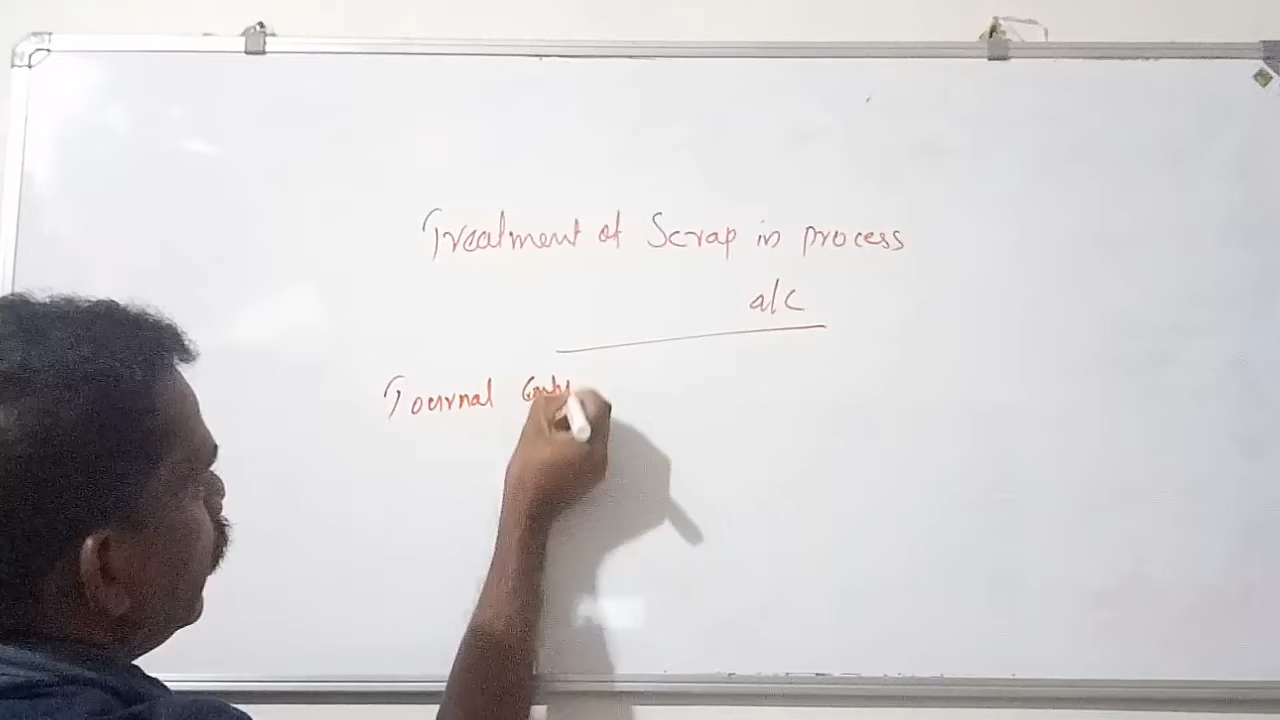 Treatment of Scrap in process
a/c
Journal